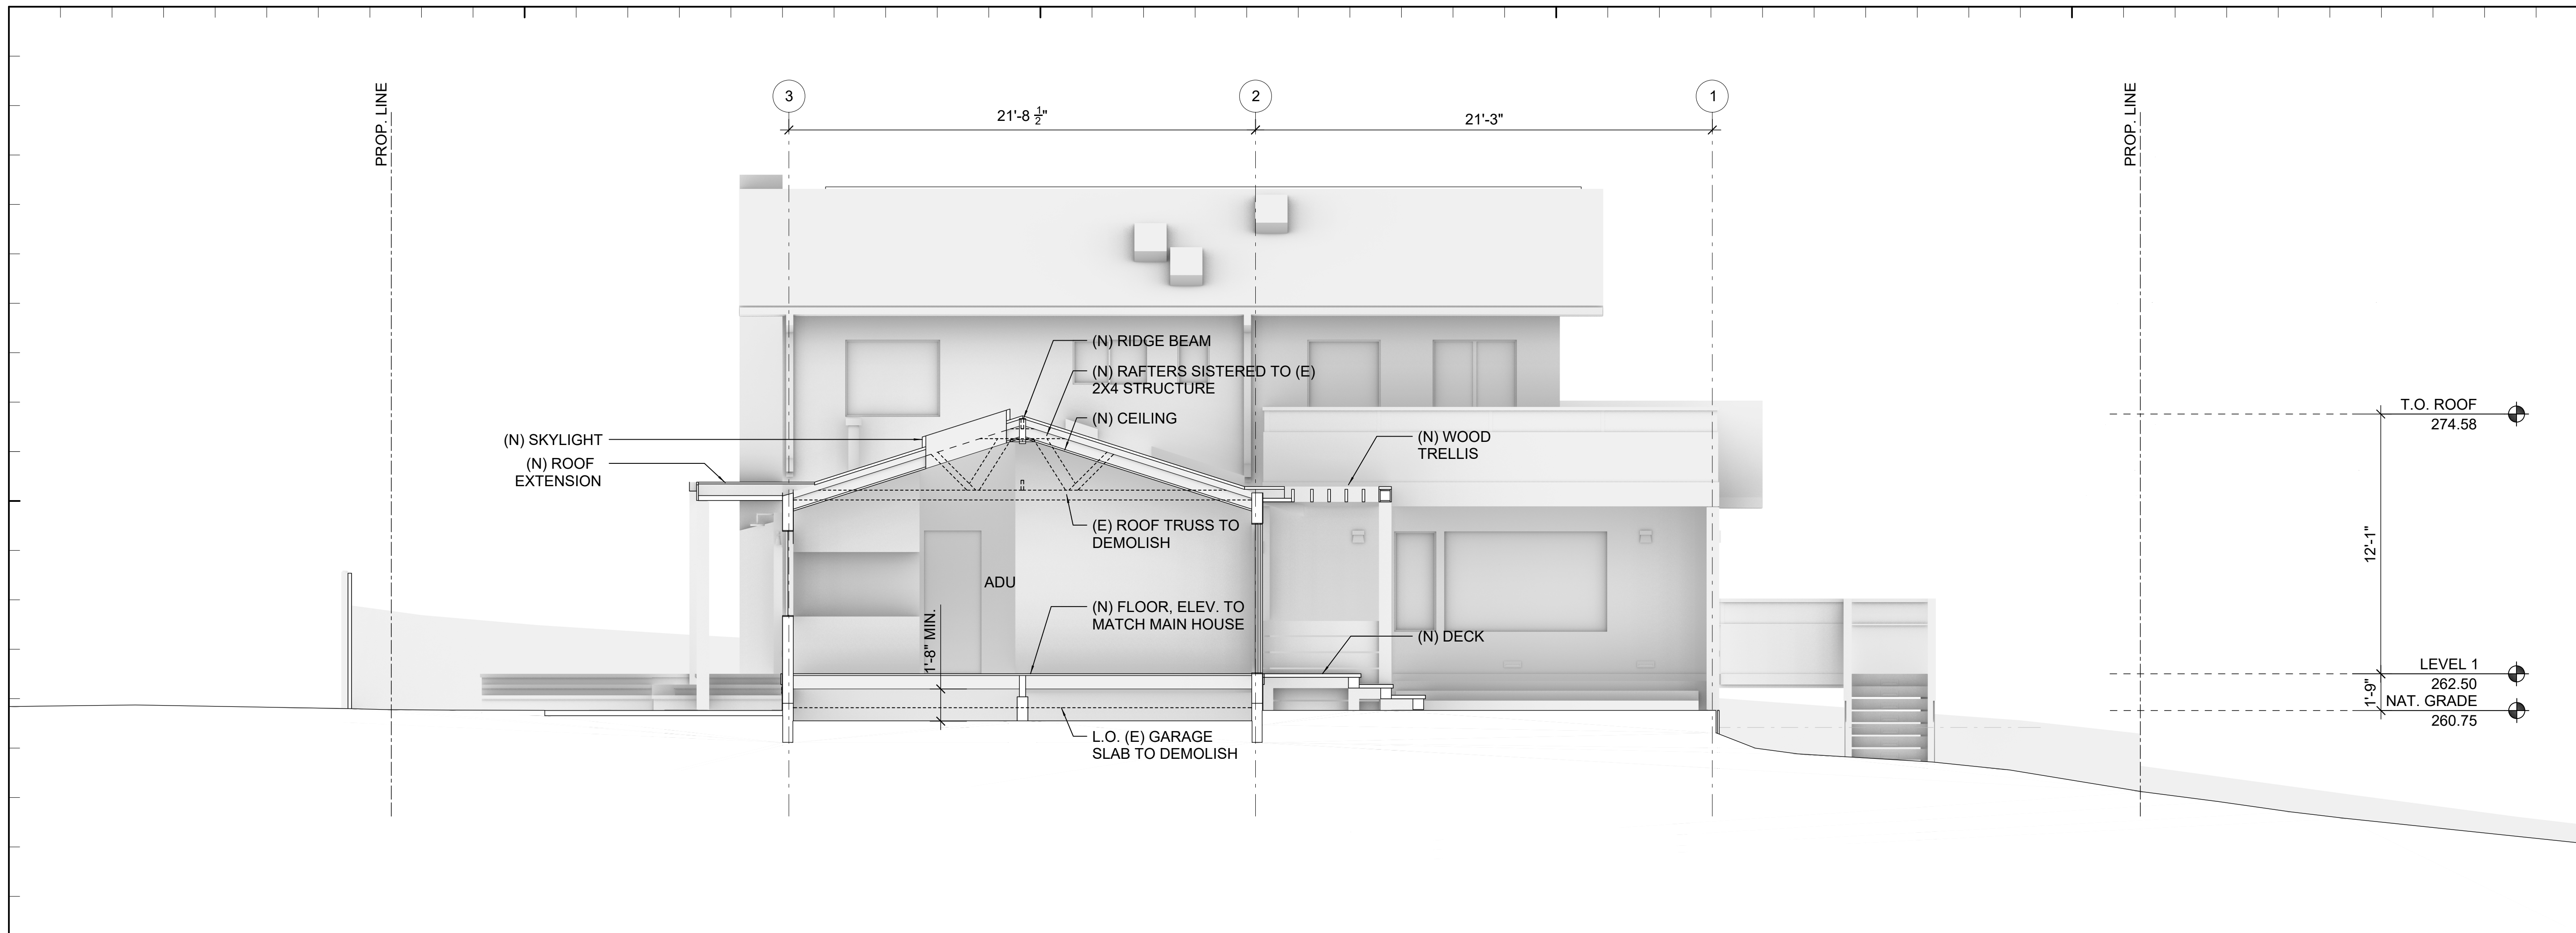 PROP. LINE
3
2
1
PROP. LINE
21'-8 1/2"
21'-3"
(N) RIDGE BEAM
(N) RAFTERS SISTERED TO (E)
2X4 STRUCTURE
(N) CEILING
(N) SKYLIGHT
(N) ROOF
EXTENSION
(N) WOOD
TRELLIS
(E) ROOF TRUSS TO
DEMOLISH
ADU
(N) FLOOR, ELEV. TO
MATCH MAIN HOUSE
1'-8" MIN.
(N) DECK
L.O. (E) GARAGE
SLAB TO DEMOLISH
T.O. ROOF
274.58
12'-1"
LEVEL 1
262.50
1'-9"
NAT. GRADE
260.75